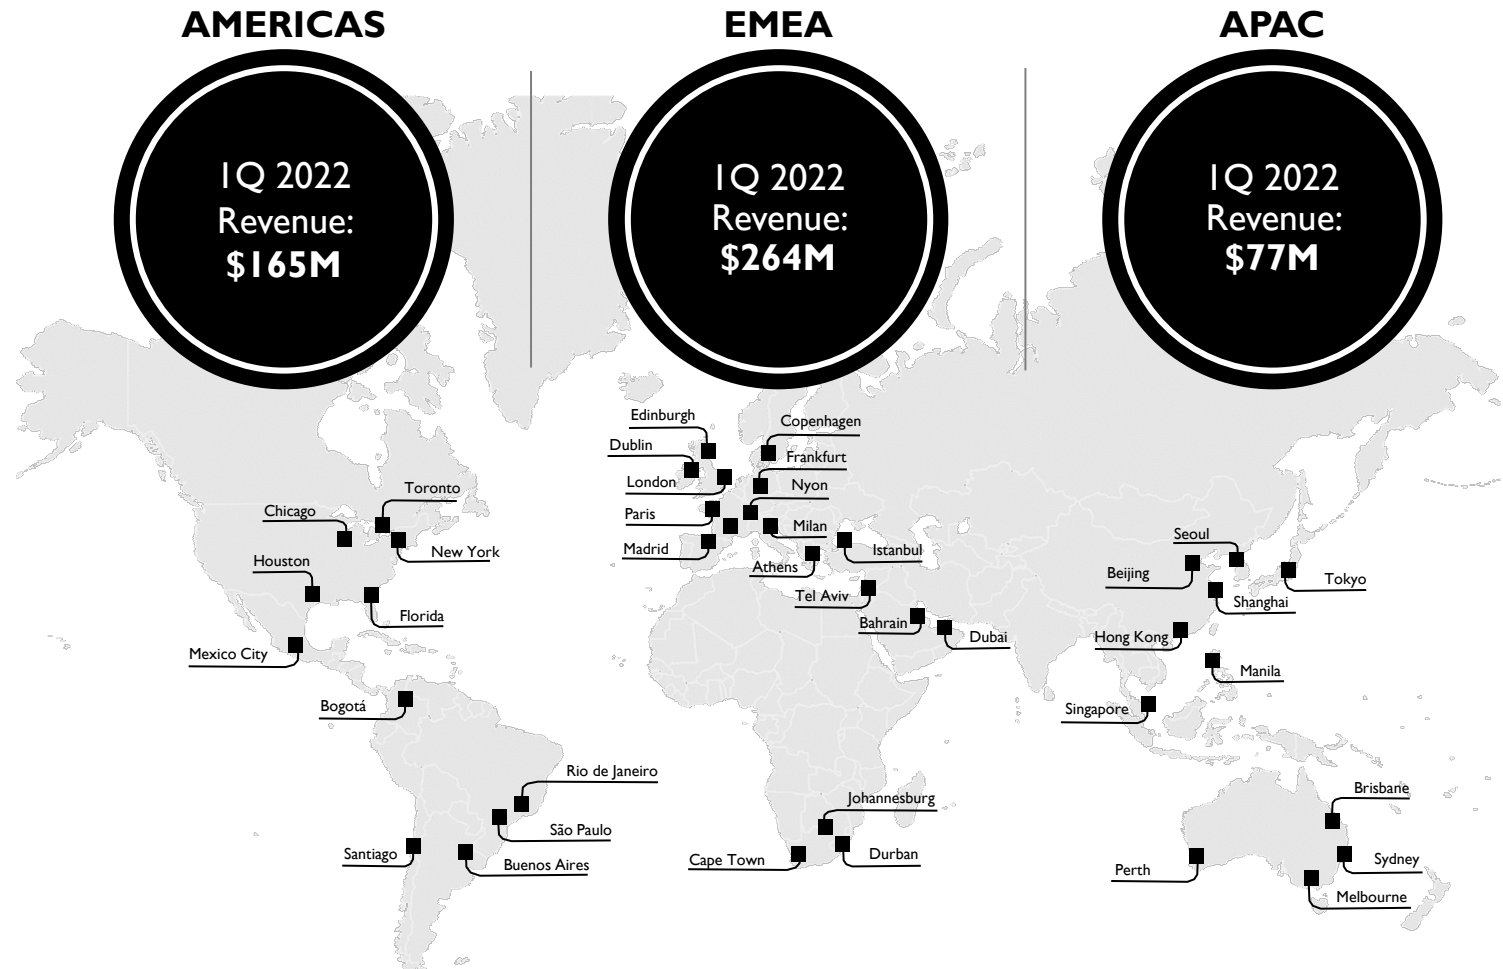 AMERICAS
EMEA
APAC
1Q 2022
Revenue:
$165M
1Q 2022
Revenue:
$264M
1Q 2022
Revenue:
$77M
Toronto
Chicago
New York
Houston
Florida
Mexico City
Bogotá
Rio de Janeiro
São Paulo
Santiago
Buenos Aires
Edinburgh
Copenhagen
Dublin
Frankfurt
London
Nyon
Paris
Milan
Madrid
Istanbul
Athens
Tel Aviv
Bahrain
Dubai
Johannesburg
Cape Town
Durban
Seoul
Beijing
Tokyo
Shanghai
Hong Kong
Manila
Singapore
Brisbane
Perth
Sydney
Melbourne